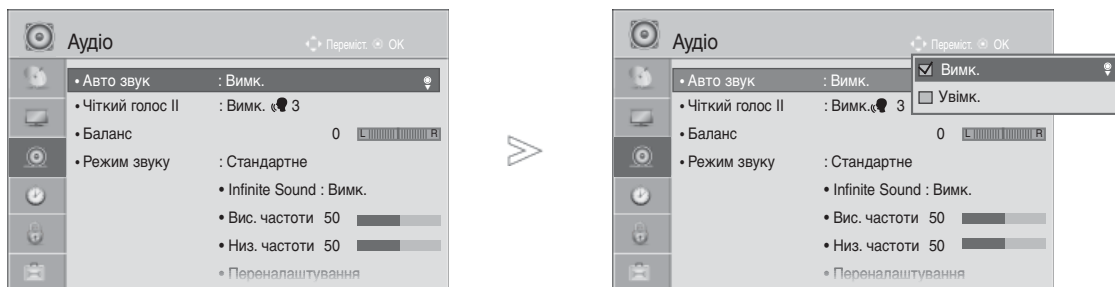 Аудіо
Переміст. OK
• Авто звук : Вимк.
• Чіткий голос II : Вимк. 3
• Баланс 0 L R
• Режим звуку : Стандартне
• Infinite Sound : Вимк.
• Вис. частоти 50
• Низ. частоти 50
• Переналаштування
Аудіо
Переміст. OK
• Авто звук : Вимк.
• Чіткий голос II : Вимк. 3
• Баланс 0 L R
• Режим звуку : Стандартне
• Infinite Sound : Вимк.
• Вис. частоти 50
• Низ. частоти 50
• Переналаштування
Вимк.
Увімк.